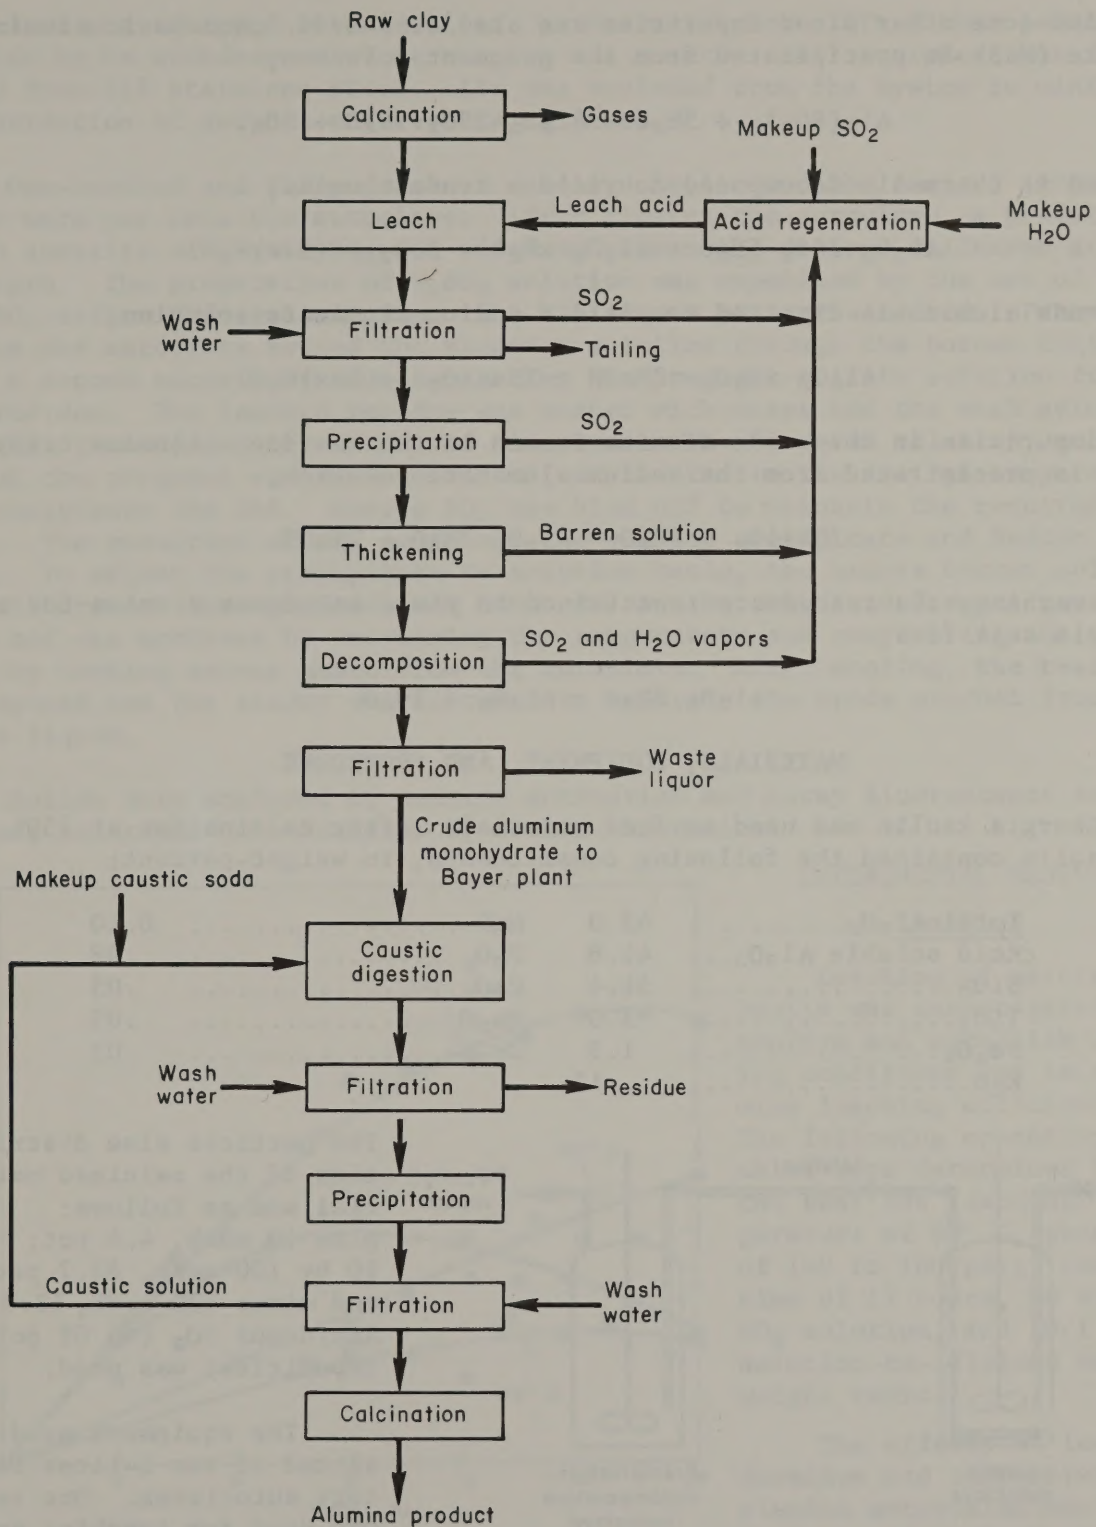 Raw clay
Calcination
Gases
Makeup SO₂
Leach
Leach acid
Acid regeneration
Makeup
H₂O
SO₂
Wash
water
Filtration
Tailing
Precipitation
SO₂
Thickening
Barren solution
Decomposition
SO₂ and H₂O vapors
Filtration
Waste
liquor
Crude aluminum
monohydrate to
Bayer plant
Makeup caustic soda
Caustic
digestion
Wash
water
Filtration
Residue
Precipitation
Caustic solution
Filtration
Wash
water
Calcination
Alumina product